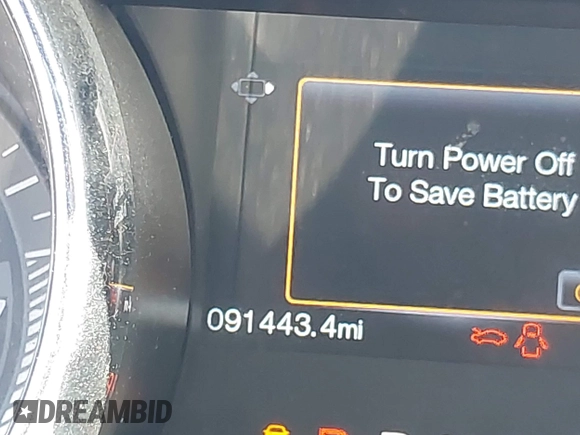 Turn Power Off
To Save Battery
091443.4mi
DREAMBID